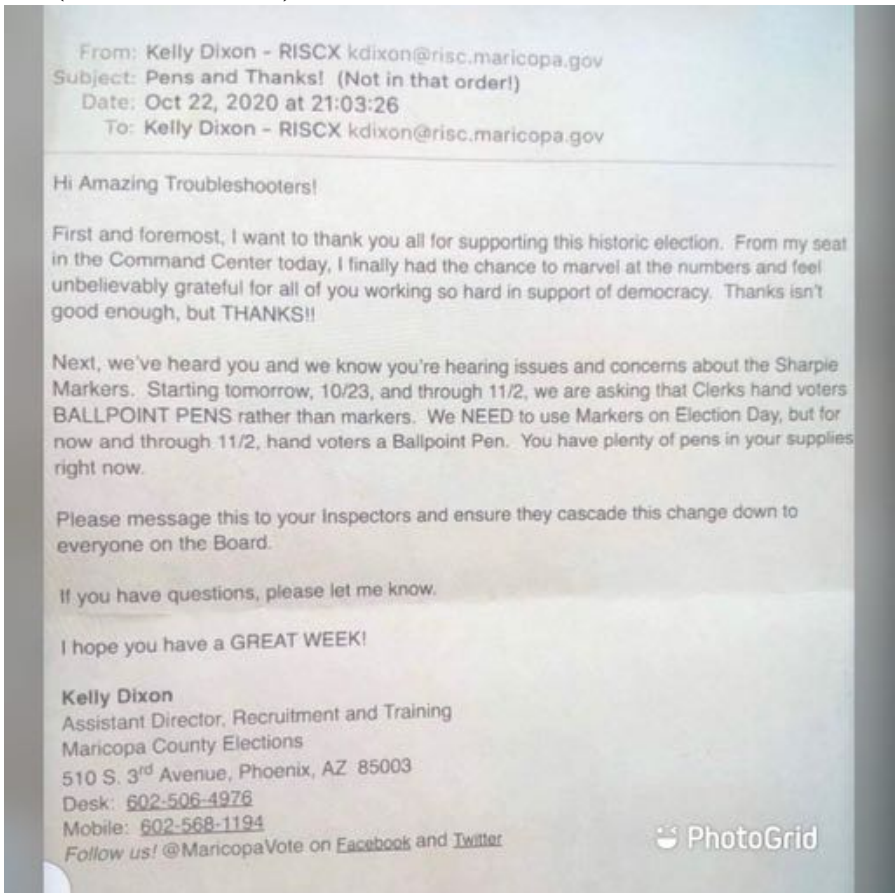 From: Kelly Dixon - RISCX kdixon@risc.maricopa.gov
Subject: Pens and Thanks! (Not in that order!)
Date: Oct 22, 2020 at 21:03:26
To: Kelly Dixon - RISCX kdixon@risc.maricopa.gov
Hi Amazing Troubleshooters!
First and foremost, I want to thank you all for supporting this historic election. From my seat
in the Command Center today, I finally had the chance to marvel at the numbers and feel
unbelievably grateful for all of you working so hard in support of democracy. Thanks isn't
good enough, but THANKS!!
Next, we've heard you and we know you're hearing issues and concerns about the Sharpie
Markers. Starting tomorrow, 10/23, and through 11/2, we are asking that Clerks hand voters
BALLPOINT PENS rather than markers. We NEED to use Markers on Election Day, but for
now and through 11/2, hand voters a Ballpoint Pen. You have plenty of pens in your supplies
right now.
Please message this to your Inspectors and ensure they cascade this change down to
everyone on the Board.
If you have questions, please let me know.
I hope you have a GREAT WEEK!
Kelly Dixon
Assistant Director, Recruitment and Training
Maricopa County Elections
510 S. 3rd Avenue, Phoenix, AZ 85003
Desk: 602-506-4976
Mobile: 602-568-1194
Follow us! @MaricopaVote on Facebook and Twitter
PhotoGrid